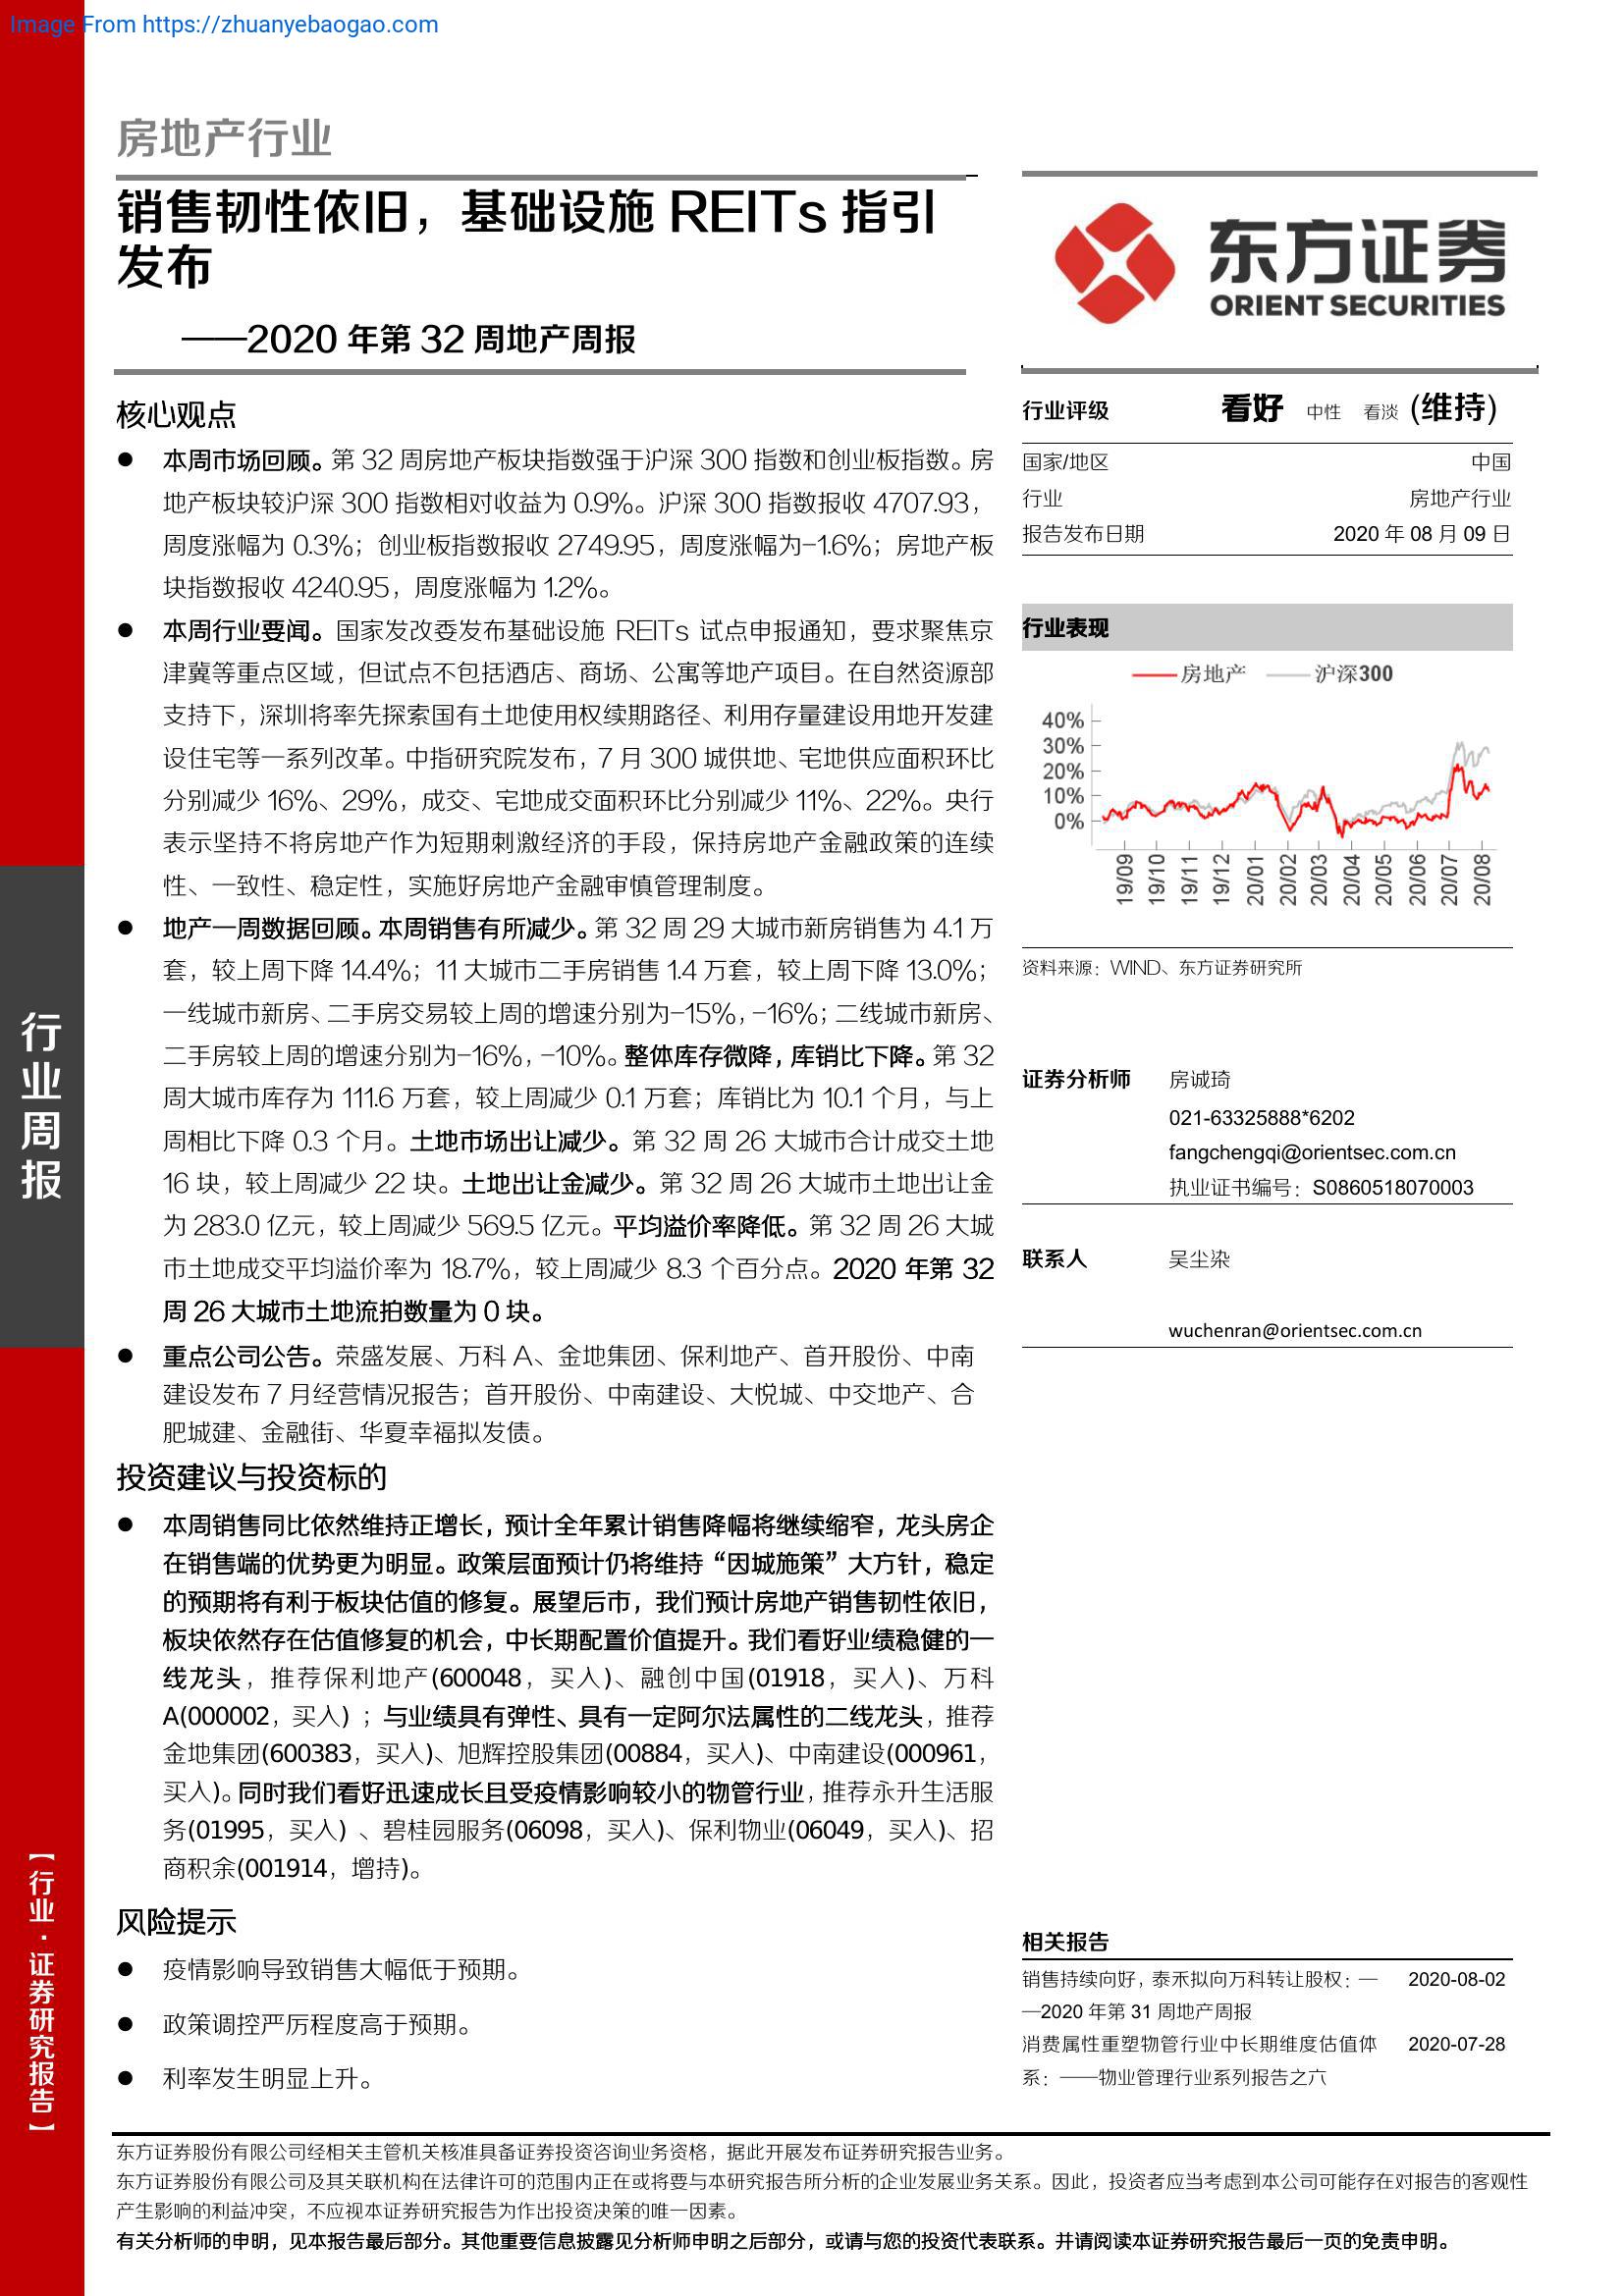 Image From https://zhuanyebaogao.com
房地产行业
销售韧性依旧，基础设施 REITs 指引
发布
——2020 年第 32 周地产周报
核心观点
● 本周市场回顾。第 32 周房地产板块指数强于沪深 300 指数和创业板指数。房
地产板块较沪深 300 指数相对收益为 0.9%。沪深 300 指数报收 4707.93，
周度涨幅为 0.3%；创业板指数报收 2749.95，周度涨幅为-1.6%；房地产板
块指数报收 4240.95，周度涨幅为 1.2%。
● 本周行业要闻。国家发改委发布基础设施 REITs 试点申报通知，要求聚焦京
津冀等重点区域，但试点不包括酒店、商场、公寓等地产项目。在自然资源部
支持下，深圳将率先探索国有土地使用权续期路径、利用存量建设用地开发建
设住宅等一系列改革。中指研究院发布，7 月 300 城供地、宅地供应面积环比
分别减少 16%、29%，成交、宅地成交面积环比分别减少 11%、22%。央行
表示坚持不将房地产作为短期刺激经济的手段，保持房地产金融政策的连续
性、一致性、稳定性，实施好房地产金融审慎管理制度。
● 地产一周数据回顾。本周销售有所减少。第 32 周 29 大城市新房销售为 4.1 万
套，较上周下降 14.4%；11 大城市二手房销售 1.4 万套，较上周下降 13.0%；
一线城市新房、二手房交易较上周的增速分别为-15%，-16%；二线城市新房、
二手房较上周的增速分别为-16%，-10%。整体库存微降，库销比下降。第 32
周大城市库存为 111.6 万套，较上周减少 0.1 万套；库销比为 10.1 个月，与上
周相比下降 0.3 个月。土地市场出让减少。第 32 周 26 大城市合计成交土地
16 块，较上周减少 22 块。土地出让金减少。第 32 周 26 大城市土地出让金
为 283.0 亿元，较上周减少 569.5 亿元。平均溢价率降低。第 32 周 26 大城
市土地成交平均溢价率为 18.7%，较上周减少 8.3 个百分点。2020 年第 32
周 26 大城市土地流拍数量为 0 块。
● 重点公司公告。荣盛发展、万科 A、金地集团、保利地产、首开股份、中南
建设发布 7 月经营情况报告；首开股份、中南建设、大悦城、中交地产、合
肥城建、金融街、华夏幸福拟发债。
投资建议与投资标的
● 本周销售同比依然维持正增长，预计全年累计销售降幅将继续缩窄，龙头房企
在销售端的优势更为明显。政策层面预计仍将维持“因城施策”大方针，稳定
的预期将有利于板块估值的修复。展望后市，我们预计房地产销售韧性依旧，
板块依然存在估值修复的机会，中长期配置价值提升。我们看好业绩稳健的一
线龙头，推荐保利地产(600048，买入)、融创中国(01918，买入)、万科
A(000002，买入)；与业绩具有弹性、具有一定阿尔法属性的二线龙头，推荐
金地集团(600383，买入)、旭辉控股集团(00884，买入)、中南建设(000961，
买入)。同时我们看好迅速成长且受疫情影响较小的物管行业，推荐永升生活服
务(01995，买入) 、碧桂园服务(06098，买入)、保利物业(06049，买入)、招
商积余(001914，增持)。
风险提示
● 疫情影响导致销售大幅低于预期。
● 政策调控严厉程度高于预期。
● 利率发生明显上升。
东方证券
ORIENT SECURITIES
行业评级 看好 中性 看淡 (维持)
国家/地区 中国
行业 房地产行业
报告发布日期 2020 年 08 月 09 日
行业表现
房地产 沪深300
40%
30%
20%
10%
0%
19/09 19/10 19/11 19/12 20/01 20/02 20/03 20/04 20/05 20/06 20/07 20/08
资料来源：WIND、东方证券研究所
证券分析师 房诚琦
021-63325888*6202
fangchengqi@orientsec.com.cn
执业证书编号：S0860518070003
联系人 吴尘染
wuchenran@orientsec.com.cn
相关报告
销售持续向好，泰禾拟向万科转让股权：— 2020-08-02
—2020 年第 31 周地产周报
消费属性重塑物管行业中长期维度估值体 2020-07-28
系：——物业管理行业系列报告之六
行业周报
【行业·证券研究报告】
东方证券股份有限公司经相关主管机关核准具备证券投资咨询业务资格，据此开展发布证券研究报告业务。
东方证券股份有限公司及其关联机构在法律许可的范围内正在或将要与本研究报告所分析的企业发展业务关系。因此，投资者应当考虑到本公司可能存在对报告的客观性
产生影响的利益冲突，不应视本证券研究报告为作出投资决策的唯一因素。
有关分析师的申明，见本报告最后部分。其他重要信息披露见分析师申明之后部分，或请与您的投资代表联系。并请阅读本证券研究报告最后一页的免责申明。